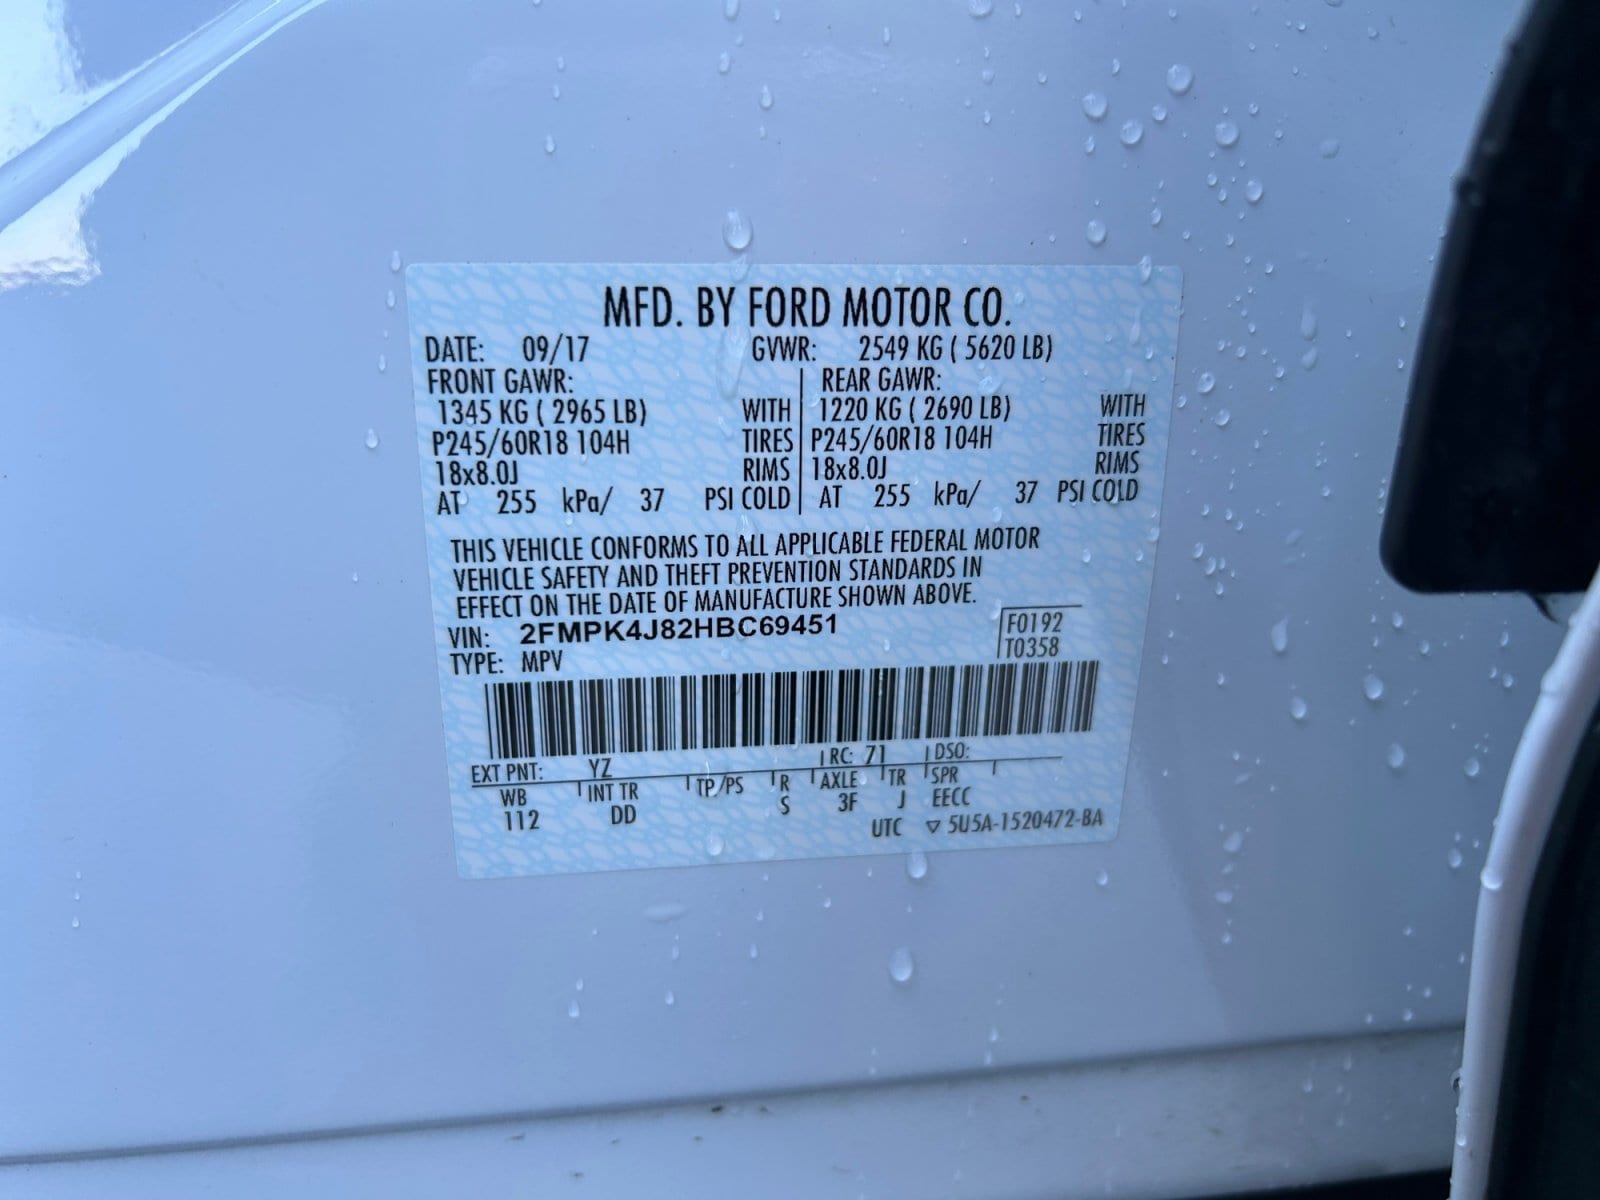 MFD. BY FORD MOTOR CO.
DATE: 09/17 GVWR: 2549 KG ( 5620 LB)
FRONT GAWR: REAR GAWR:
1345 KG ( 2965 LB) WITH 1220 KG ( 2690 LB) WITH
P245/60R18 104H TIRES P245/60R18 104H TIRES
18x8.0J RIMS 18x8.0J RIMS
AT 255 kPa/ 37 PSI COLD AT 255 kPa/ 37 PSI COLD
THIS VEHICLE CONFORMS TO ALL APPLICABLE FEDERAL MOTOR
VEHICLE SAFETY AND THEFT PREVENTION STANDARDS IN
EFFECT ON THE DATE OF MANUFACTURE SHOWN ABOVE.
VIN: 2FMPK4J82HBC69451 F0192
TYPE: MPV T0358
EXT PNT: YZ RC: 71 DSO:
WB INT TR TP/PS R AXLE TR SPR
112 DD S 3F J EECC
UTC ▽ 5U5A-1520472-BA